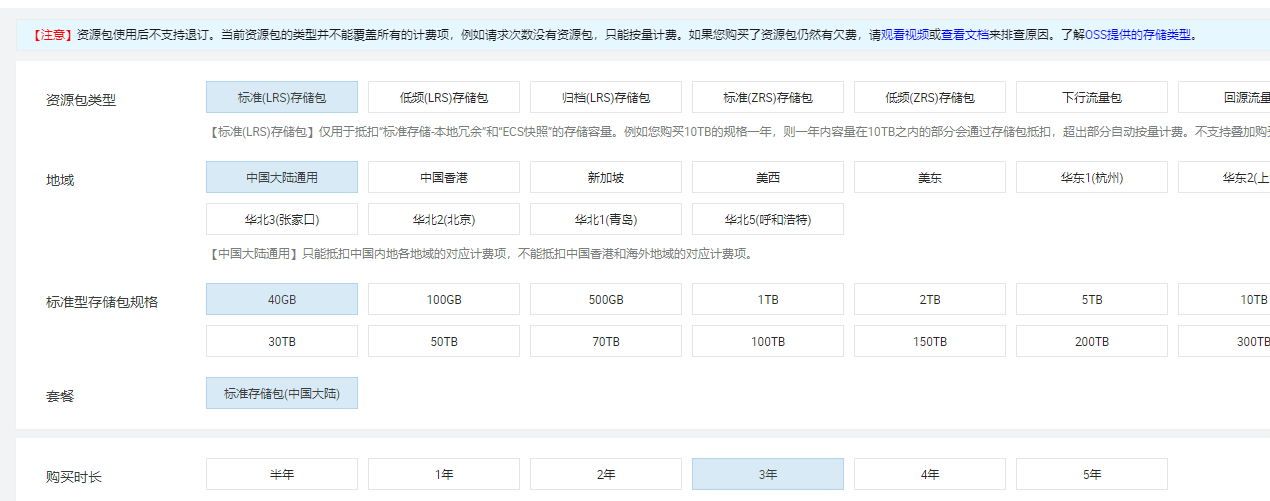 【注意】资源包使用后不支持退订。当前资源包的类型并不能覆盖所有的计费项，例如请求次数没有资源包，只能按量计费。如果您购买了资源包仍然有欠费，请观看视频或查看文档来排查原因。了解OSS提供的存储类型。
资源包类型 标准(LRS)存储包 低频(LRS)存储包 归档(LRS)存储包 标准(ZRS)存储包 低频(ZRS)存储包 下行流量包 回源流量
【标准(LRS)存储包】仅用于抵扣“标准存储-本地冗余”和“ECS快照”的存储容量。例如您购买10TB的规格一年，则一年内容量在10TB之内的部分会通过存储包抵扣，超出部分自动按量计费。不支持叠加购
地域 中国大陆通用 中国香港 新加坡 美西 美东 华东1(杭州) 华东2(上
华北3(张家口) 华北2(北京) 华北1(青岛) 华北5(呼和浩特)
【中国大陆通用】只能抵扣中国内地各地域的对应计费项，不能抵扣中国香港和海外地域的对应计费项。
标准型存储包规格 40GB 100GB 500GB 1TB 2TB 5TB 10TB
30TB 50TB 70TB 100TB 150TB 200TB 300TB
套餐 标准存储包(中国大陆)
购买时长 半年 1年 2年 3年 4年 5年